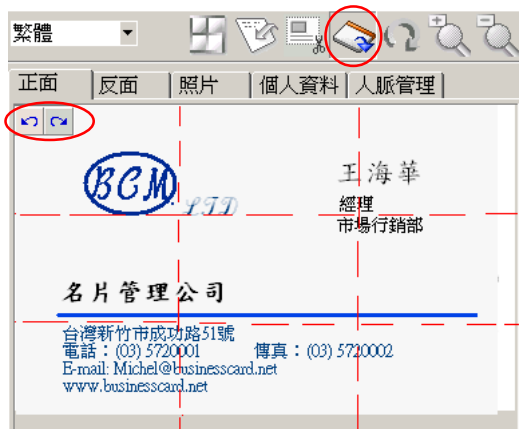 繁體
正面 反面 照片 個人資料 人脈管理
BCM.
LTD
王海華
經理
市場行銷部
名片管理公司
台灣新竹市成功路51號
電話：(03) 5720001 傳真：(03) 5720002
E-mail: Michel@businesscard.net
www.businesscard.net